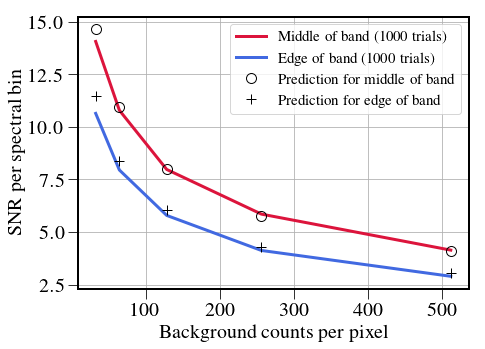 15.0
12.5
10.0
7.5
5.0
2.5
SNR per spectral bin
Middle of band (1000 trials)
Edge of band (1000 trials)
Prediction for middle of band
Prediction for edge of band
100 200 300 400 500
Background counts per pixel